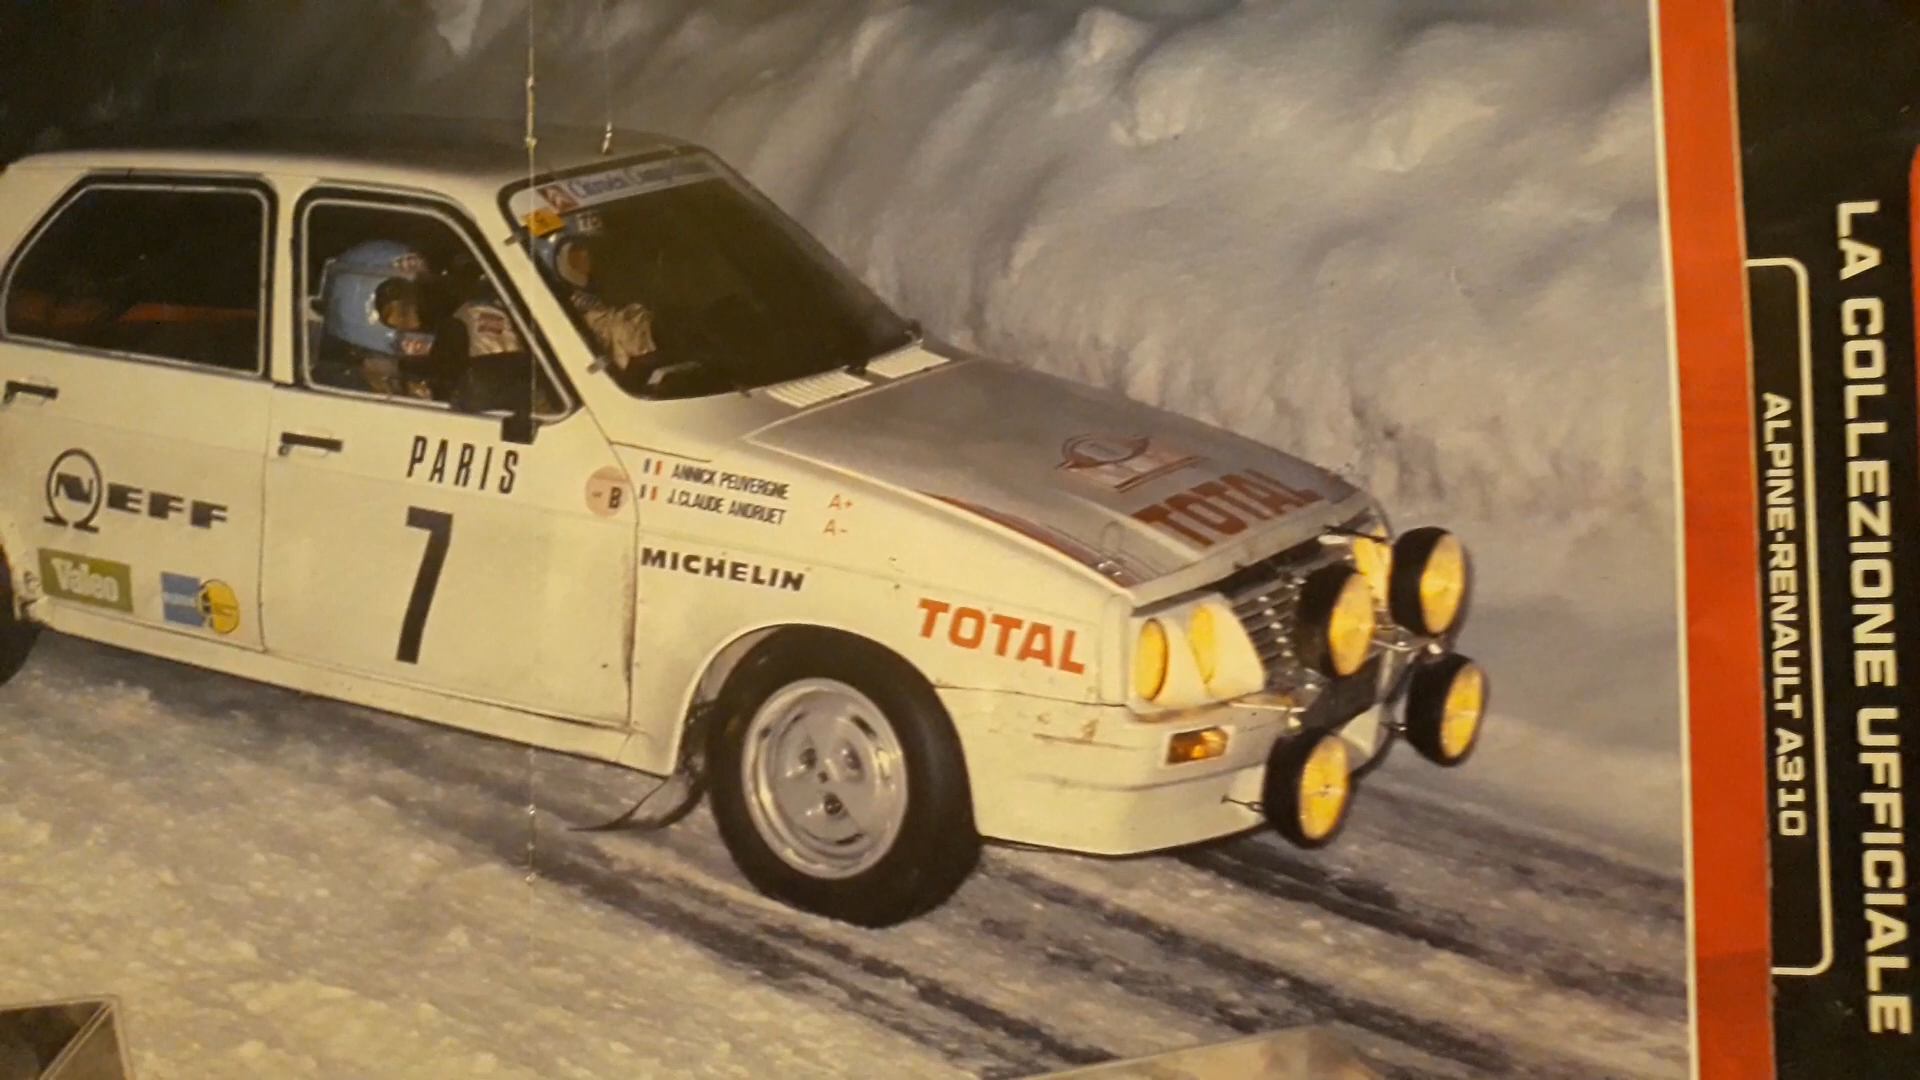 PARIS
7
NEFF
Valeo
B
ANNICK PEUVERGNE
J.CLAUDE ANDRUET
A+
A-
MICHELIN
TOTAL
TOTAL
LA COLLEZIONE UFFICIALE
ALPINE-RENAULT A310